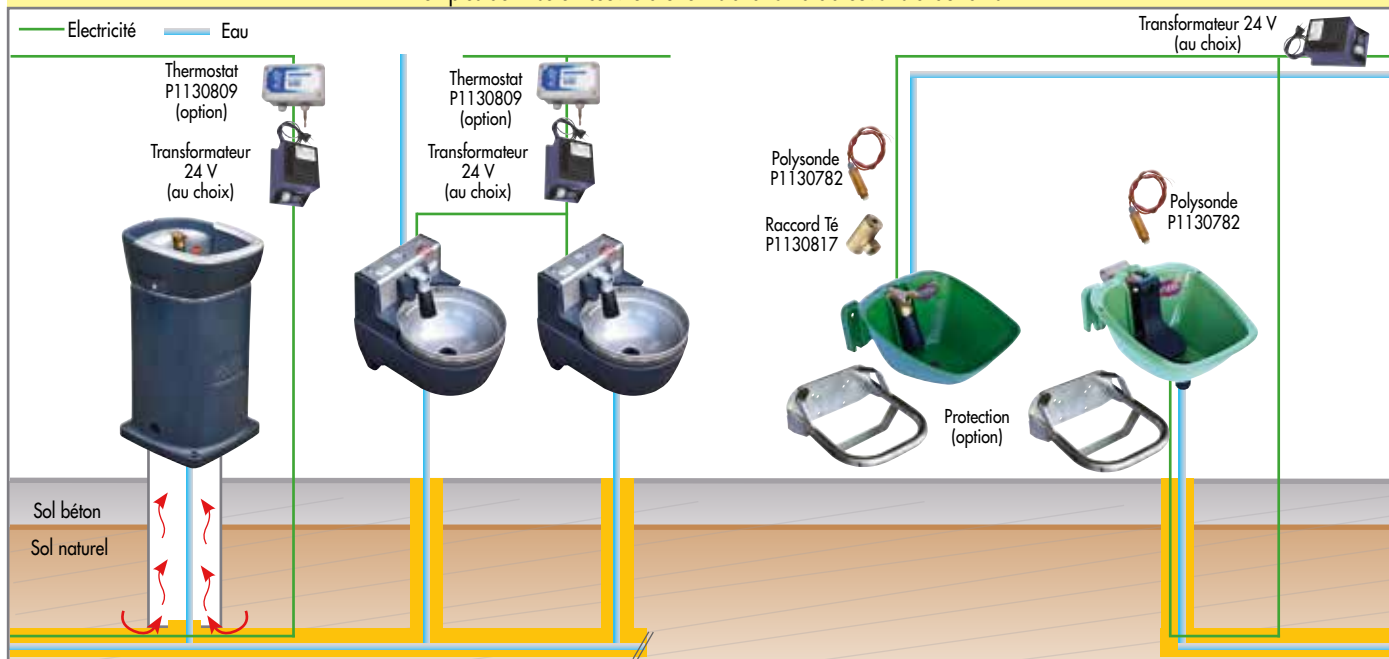 Electricité
Eau
Thermostat
P1130809
(option)
Transformateur
24 V
(au choix)
Thermostat
P1130809
(option)
Transformateur
24 V
(au choix)
Transformateur 24 V
(au choix)
Polysonde
P1130782
Raccord Té
P1130817
Polysonde
P1130782
Protection
(option)
Sol béton
Sol naturel